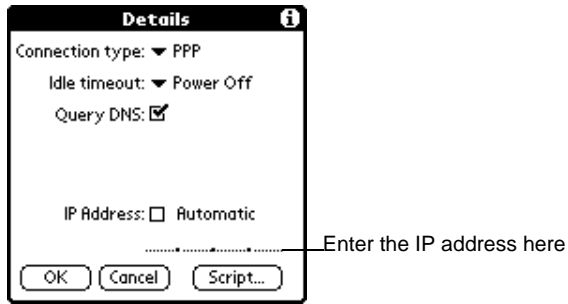 Details
Connection type: PPP
Idle timeout: Power Off
Query DNS:
IP Address: Automatic
Enter the IP address here
OK Cancel Script...